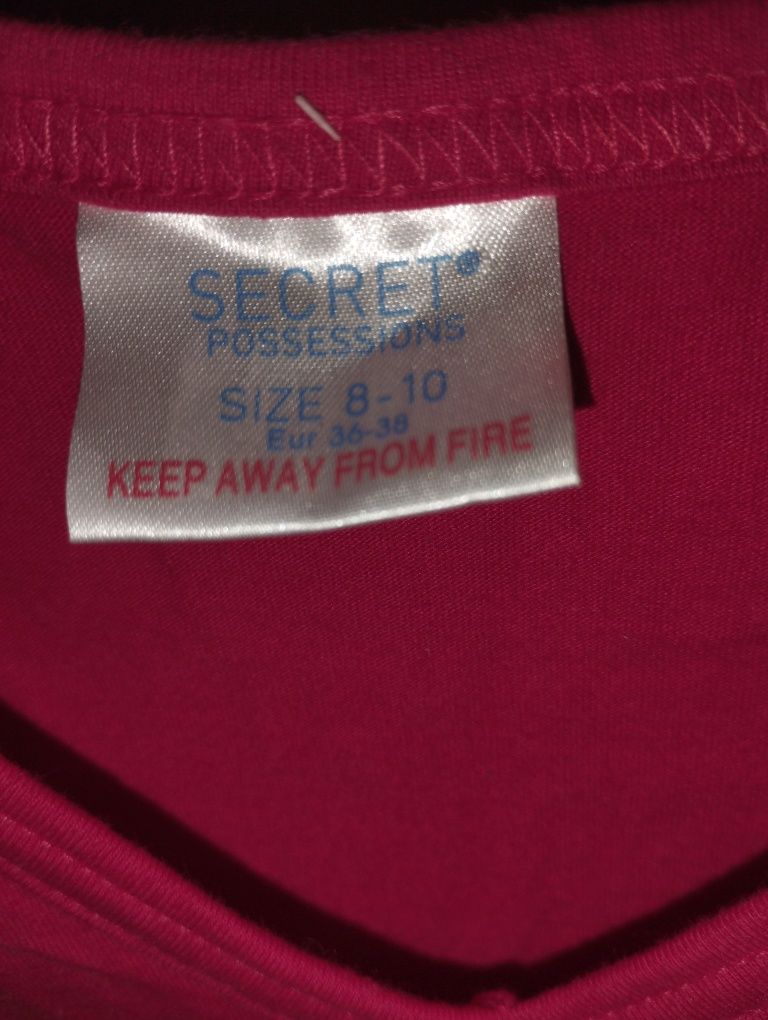 SECRET®
POSSESSIONS
SIZE 8-10
Eur 36-38
KEEP AWAY FROM FIRE